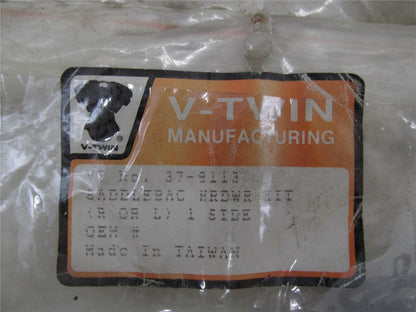 V-TWIN
MANUFACTURING
V-TWIN®
VT No. 37-9113
SADDLEBAG HRDWR KIT
(R OR L) 1 SIDE
OEM #
Made In TAIWAN